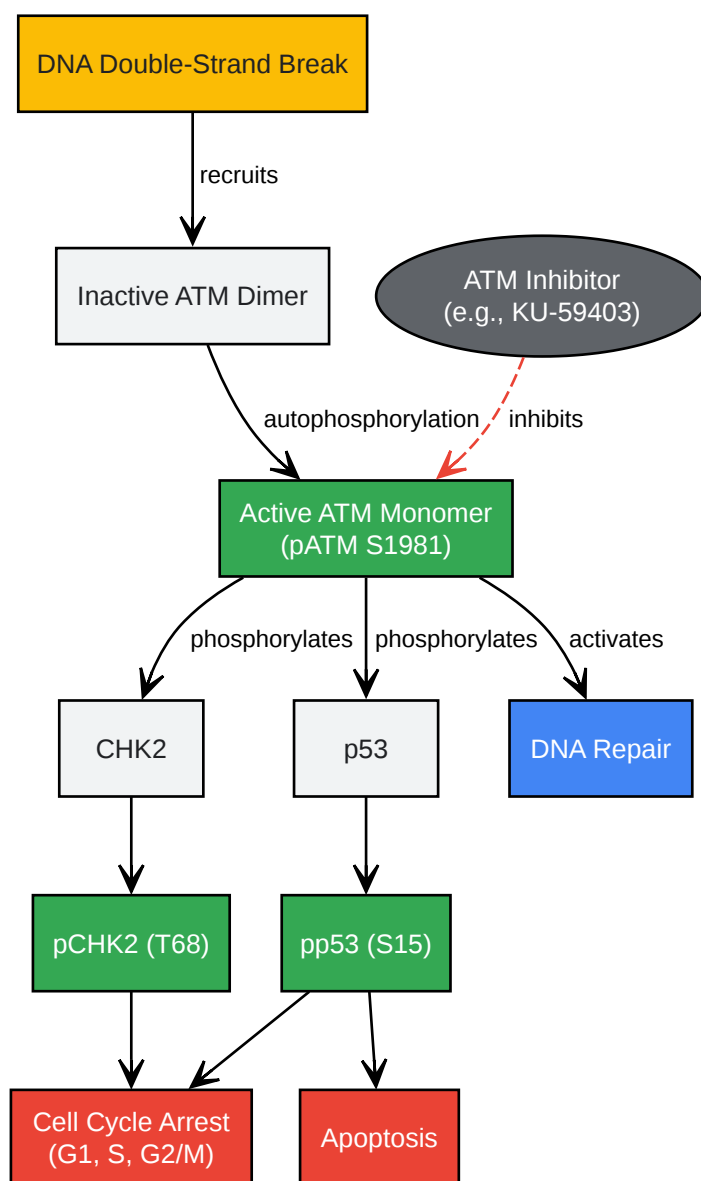 DNA Double-Strand Break
recruits
Inactive ATM Dimer
ATM Inhibitor
(e.g., KU-59403)
autophosphorylation
inhibits
Active ATM Monomer
(pATM S1981)
phosphorylates
phosphorylates
activates
CHK2
p53
DNA Repair
pCHK2 (T68)
pp53 (S15)
Cell Cycle Arrest
(G1, S, G2/M)
Apoptosis